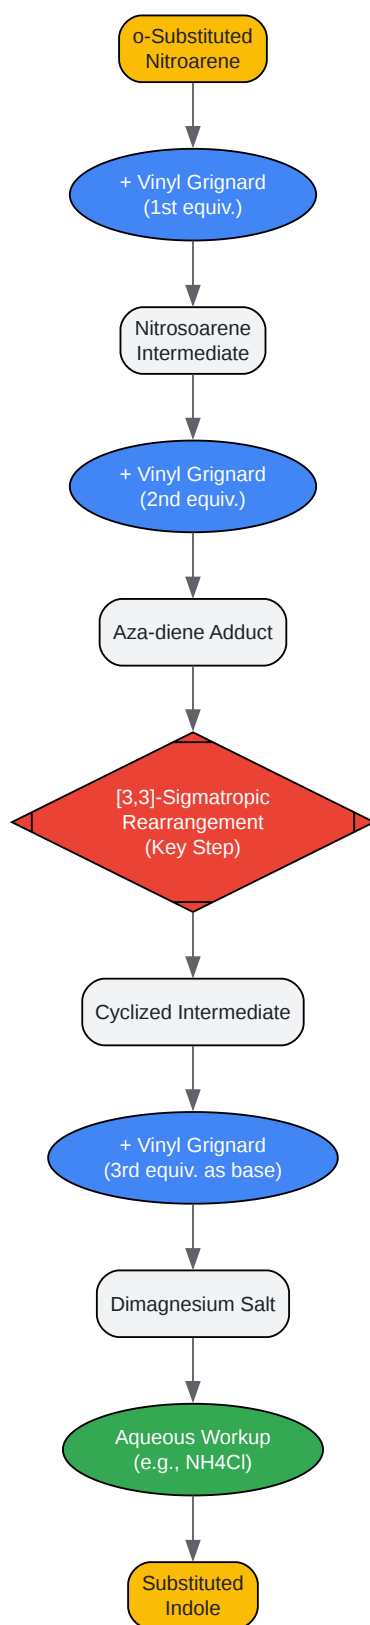 o-Substituted
Nitroarene
+ Vinyl Grignard
(1st equiv.)
Nitrosoarene
Intermediate
+ Vinyl Grignard
(2nd equiv.)
Aza-diene Adduct
[3,3]-Sigmatropic
Rearrangement
(Key Step)
Cyclized Intermediate
+ Vinyl Grignard
(3rd equiv. as base)
Dimagnesium Salt
Aqueous Workup
(e.g., NH4Cl)
Substituted
Indole